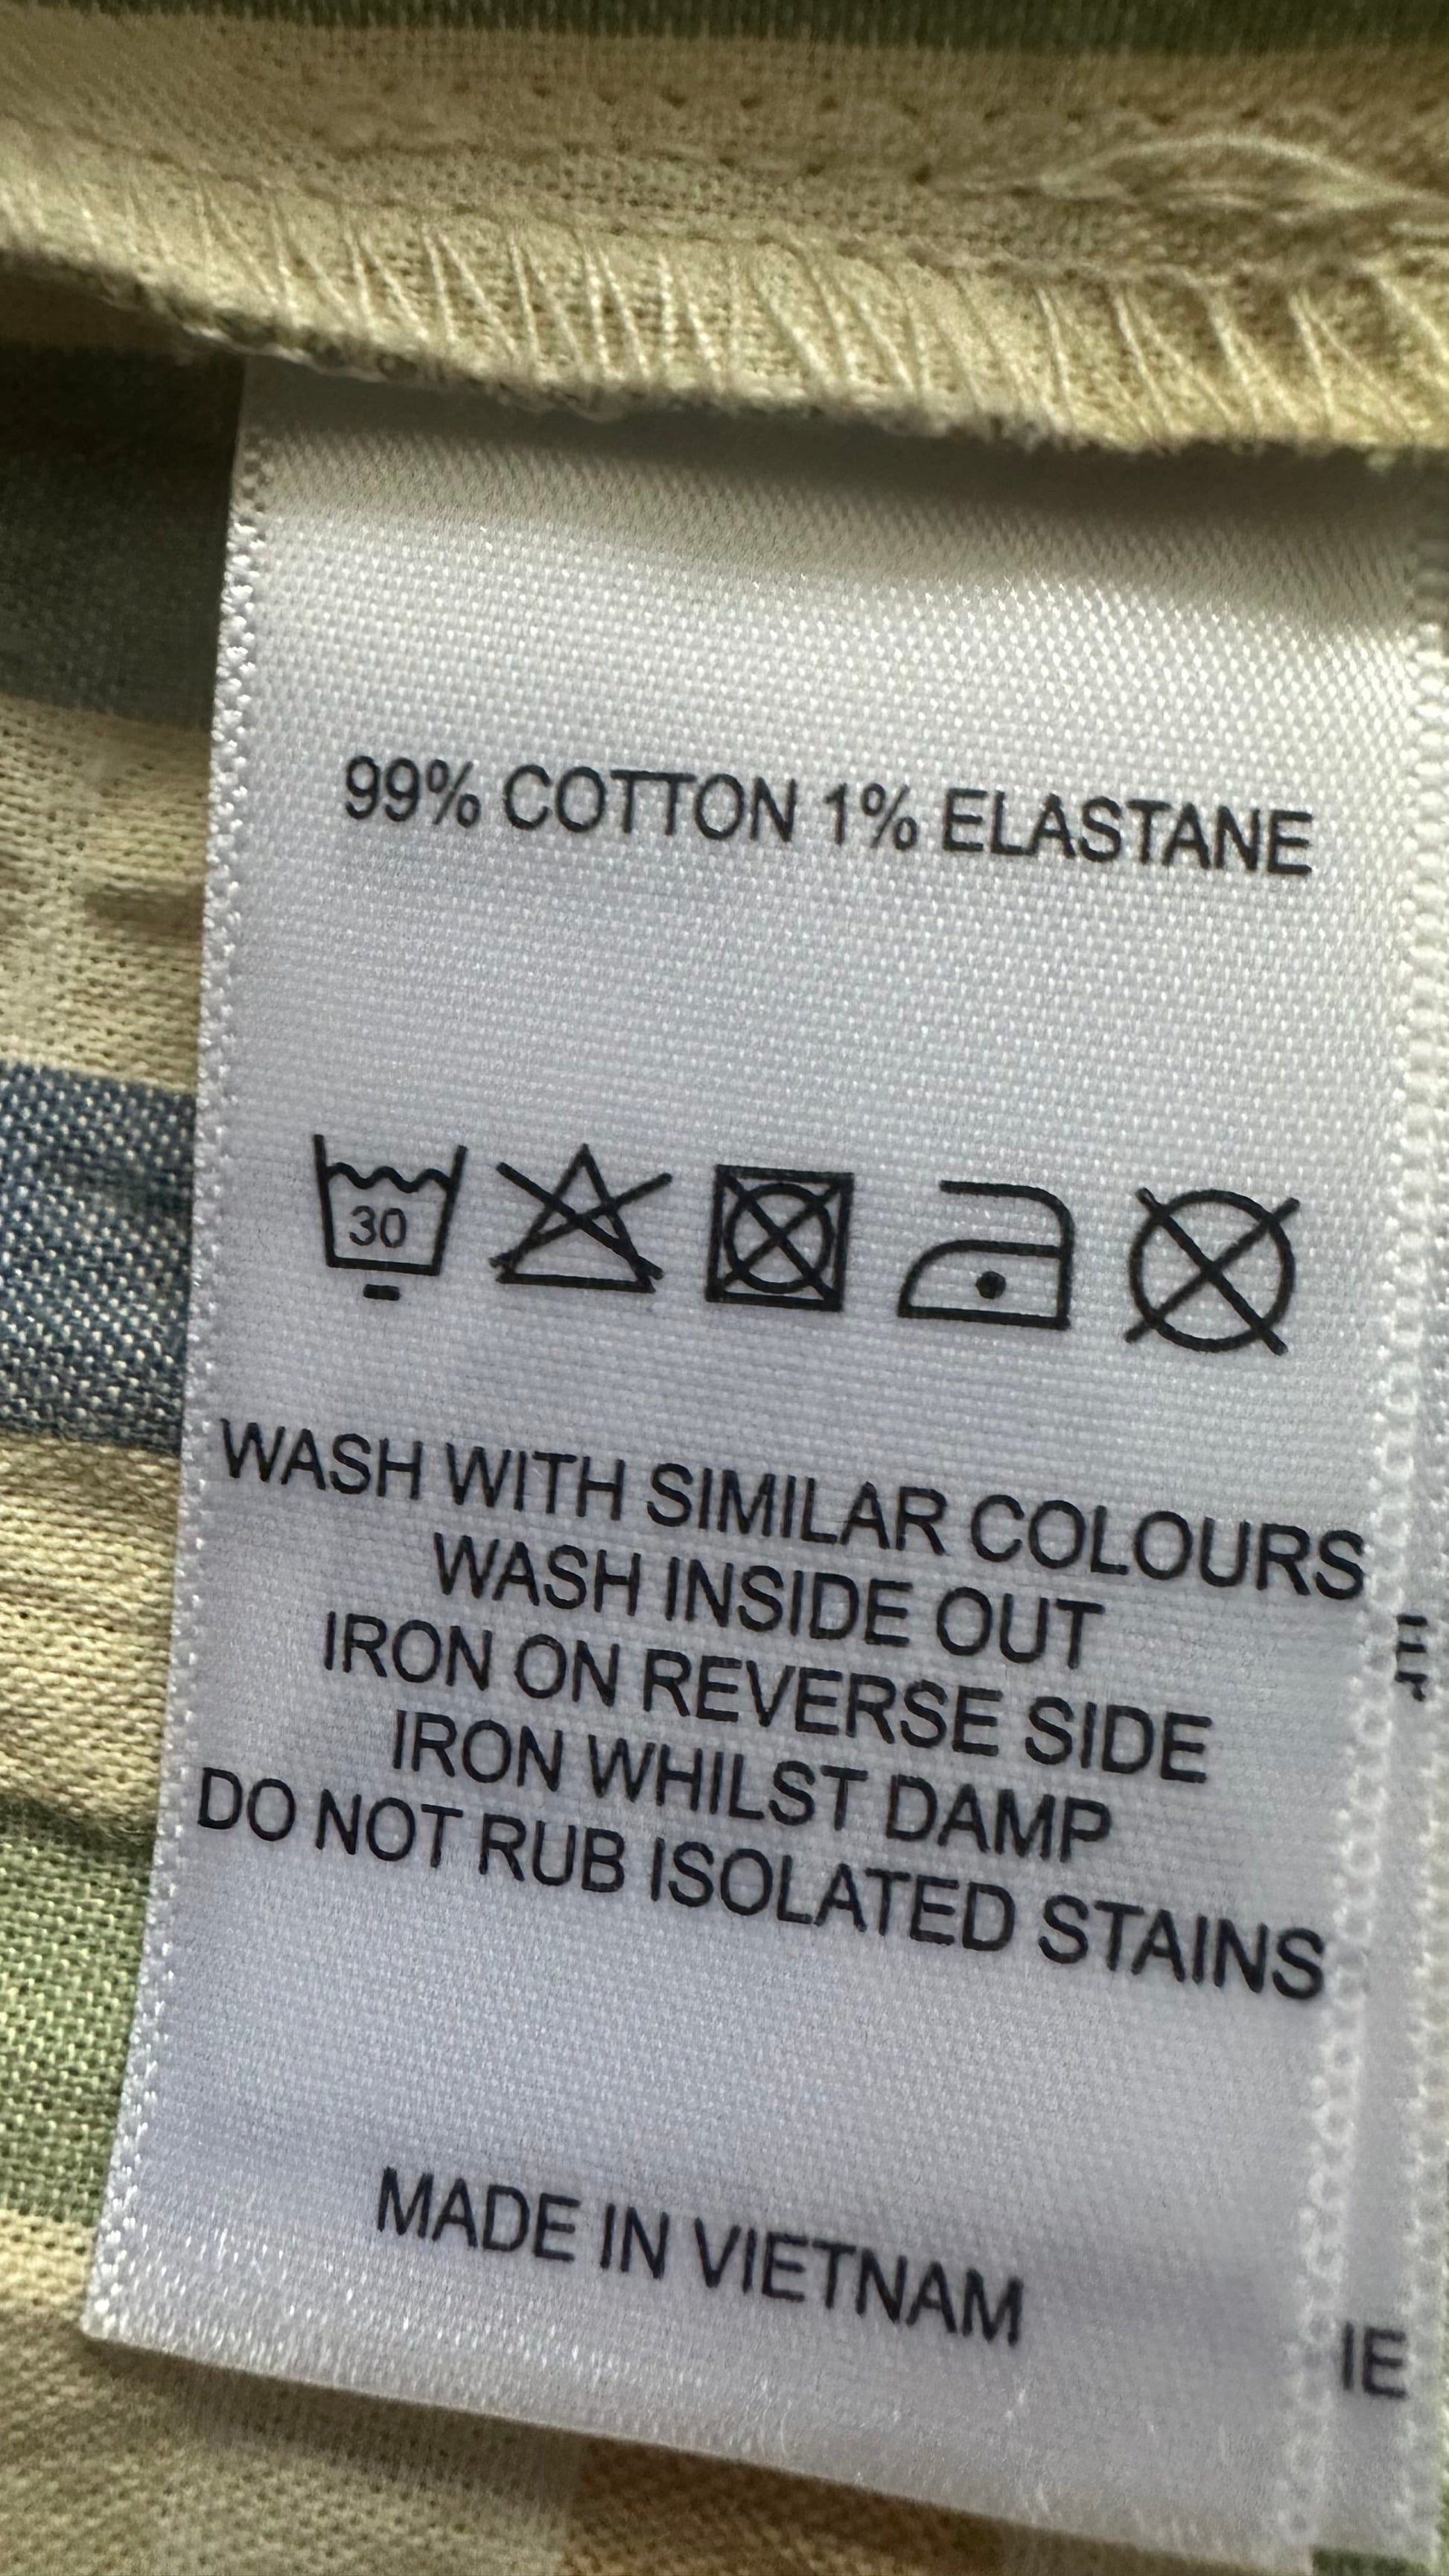 99% COTTON 1% ELASTANE
30
WASH WITH SIMILAR COLOURS
WASH INSIDE OUT
IRON ON REVERSE SIDE
IRON WHILST DAMP
DO NOT RUB ISOLATED STAINS
MADE IN VIETNAM
IE